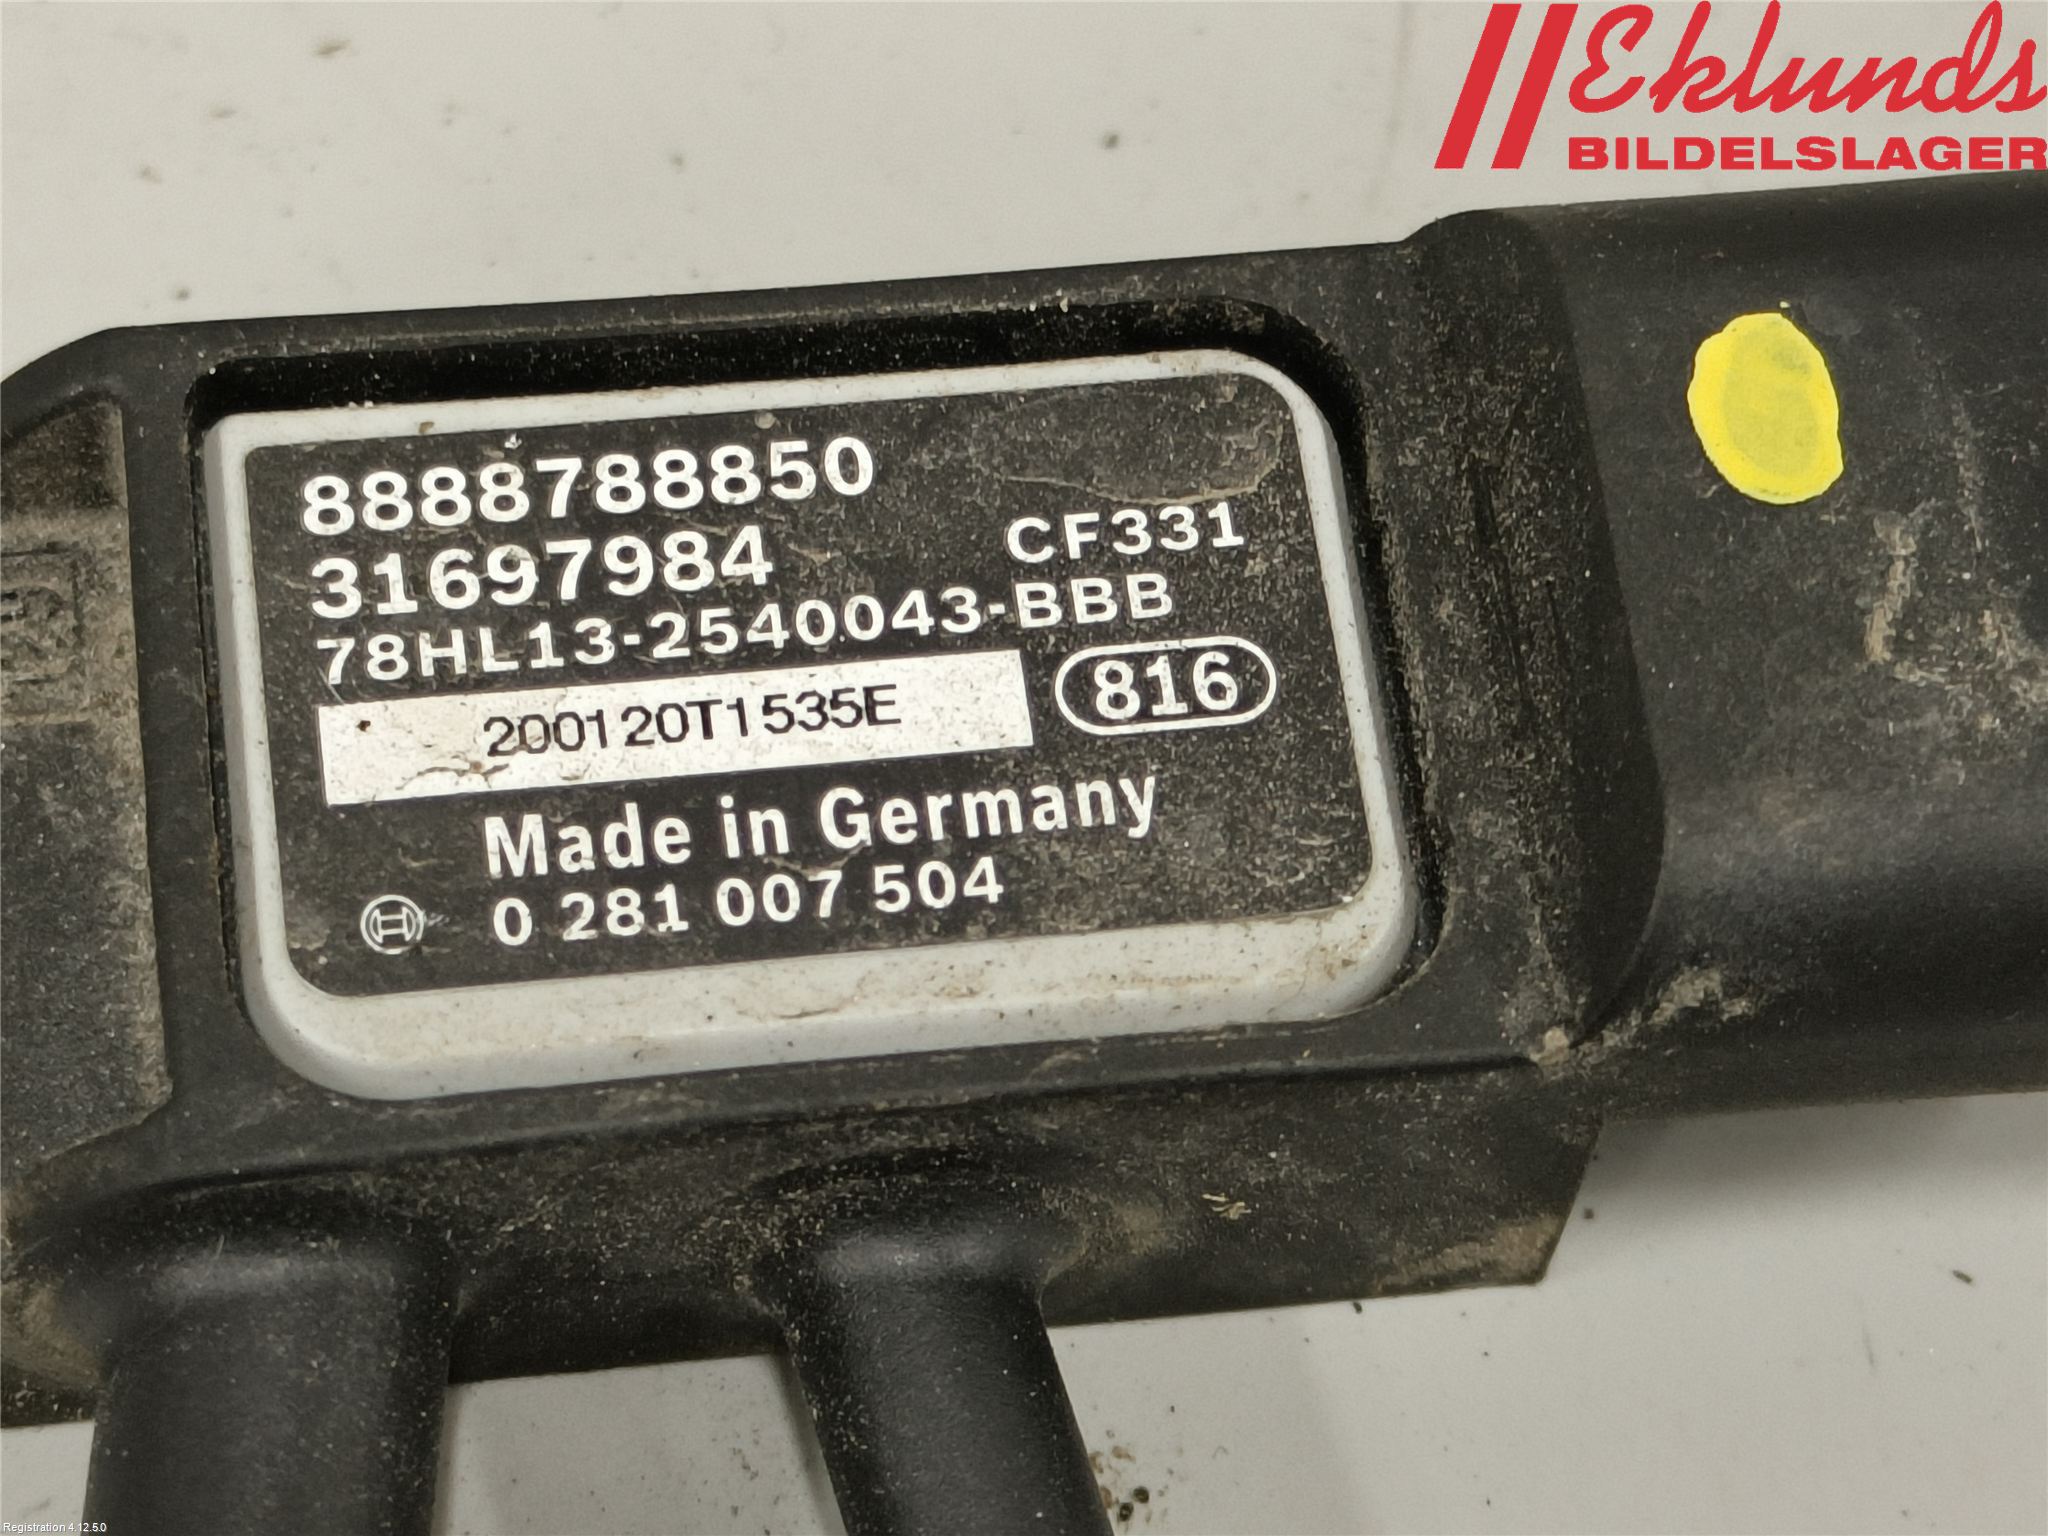 Eklunds
BILDELSLAGER
8888788850
31697984
CF331
78HL13-2540043-BBB
200120T1535E
816
Made in Germany
0 281 007 504
Registration 4.12.5.0